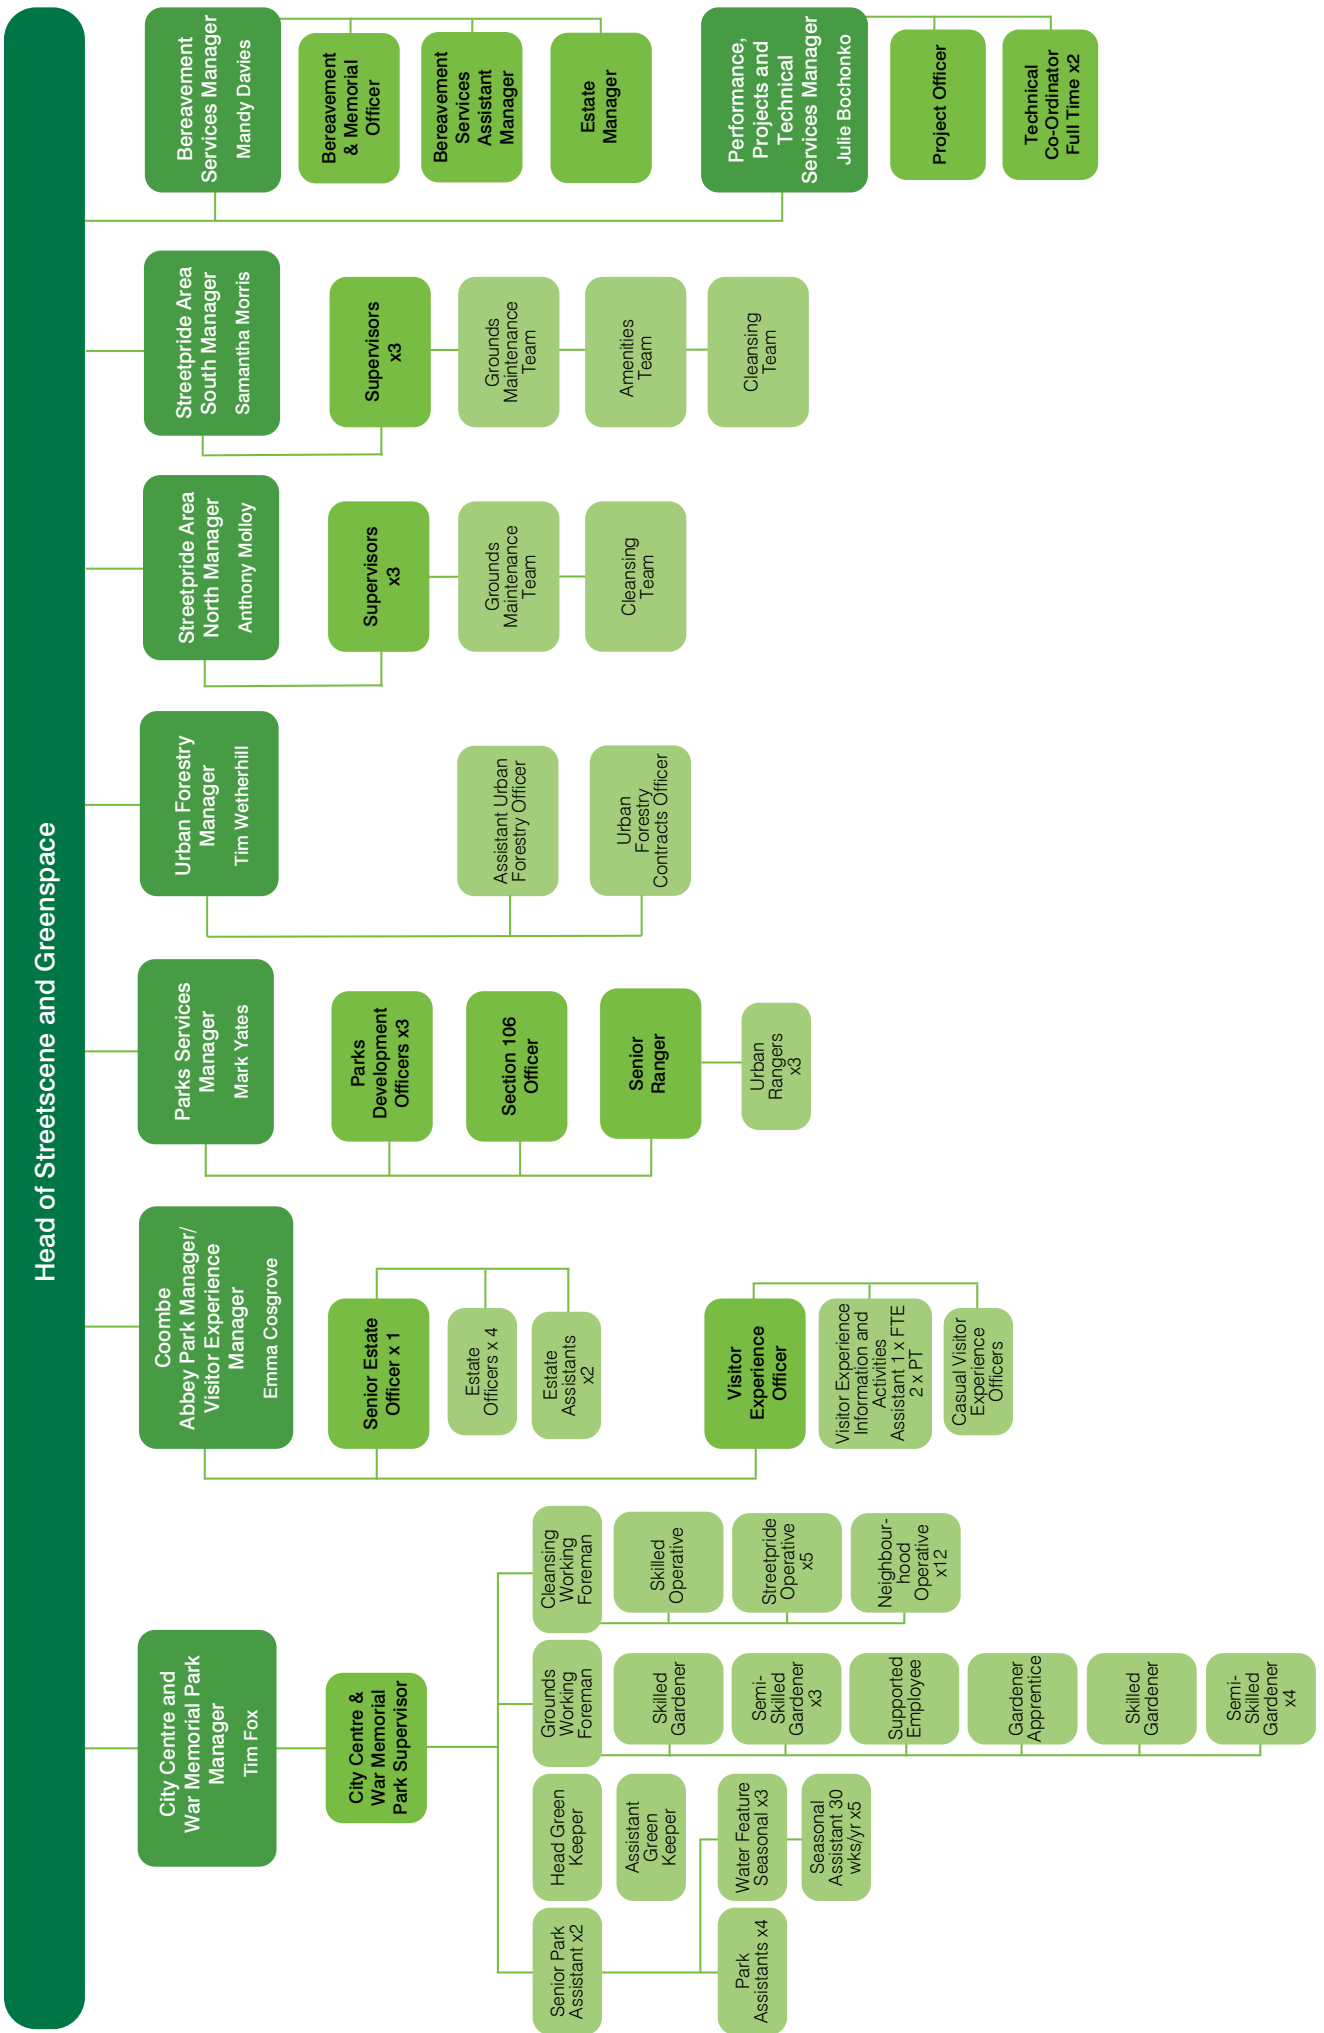 Head of Streetscene and Greenspace
City Centre and
War Memorial Park
Manager
Tim Fox
City Centre &
War Memorial
Park Supervisor
Senior Park
Assistant x2
Park
Assistants x4
Water Feature
Seasonal x3
Seasonal
Assistant 30
wks/yr x5
Head Green
Keeper
Assistant
Green
Keeper
Grounds
Working
Foreman
Skilled
Gardener
Semi-
Skilled
Gardener
x3
Supported
Employee
Gardener
Apprentice
Skilled
Gardener
Semi-
Skilled
Gardener
x4
Cleansing
Working
Foreman
Skilled
Operative
Streetpride
Operative
x5
Neighbour-
hood
Operative
x12
Coombe
Abbey Park Manager/
Visitor Experience
Manager
Emma Cosgrove
Senior Estate
Officer x 1
Estate
Officers x 4
Estate
Assistants
x2
Visitor
Experience
Officer
Visitor Experience
Information and
Activities
Assistant 1 x FTE
2 x PT
Casual Visitor
Experience
Officers
Parks Services
Manager
Mark Yates
Parks
Development
Officers x3
Section 106
Officer
Senior
Ranger
Urban
Rangers
x3
Urban Forestry
Manager
Tim Wetherhill
Assistant Urban
Forestry Officer
Urban
Forestry
Contracts Officer
Streetpride Area
North Manager
Anthony Molloy
Supervisors
x3
Grounds
Maintenance
Team
Cleansing
Team
Streetpride Area
South Manager
Samantha Morris
Supervisors
x3
Grounds
Maintenance
Team
Amenities
Team
Cleansing
Team
Bereavement
Services Manager
Mandy Davies
Bereavement
& Memorial
Officer
Bereavement
Services
Assistant
Manager
Estate
Manager
Performance,
Projects and
Technical
Services Manager
Julie Bochonko
Project Officer
Technical
Co-Ordinator
Full Time x2